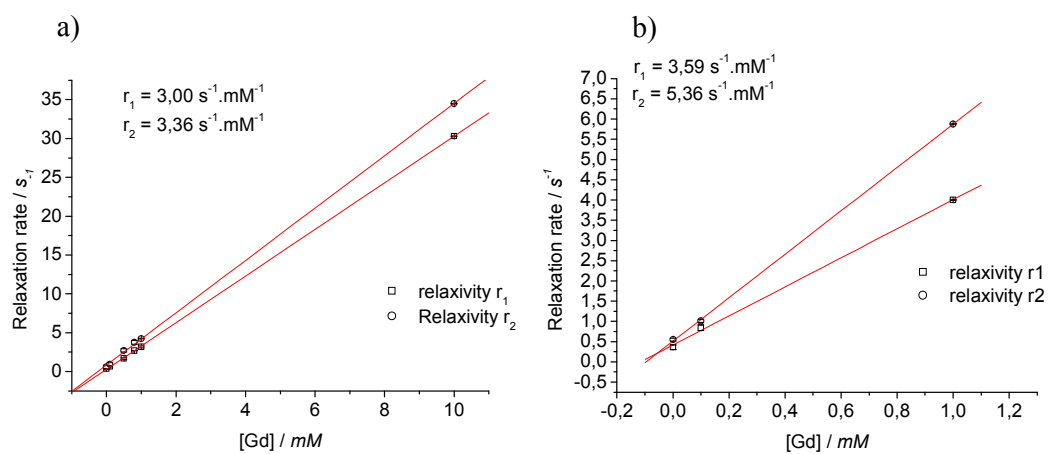 a)
r₁ = 3,00 s⁻¹.mM⁻¹
r₂ = 3,36 s⁻¹.mM⁻¹
35
30
25
20
15
10
5
0
Relaxation rate / s₋₁
relaxivity r₁
Relaxivity r₂
0 2 4 6 8 10
[Gd] / mM
b)
r₁ = 3,59 s⁻¹.mM⁻¹
r₂ = 5,36 s⁻¹.mM⁻¹
7,0
6,5
6,0
5,5
5,0
4,5
4,0
3,5
3,0
2,5
2,0
1,5
1,0
0,5
0,0
-0,5
Relaxation rate / s⁻¹
relaxivity r1
relaxivity r2
-0,2 0,0 0,2 0,4 0,6 0,8 1,0 1,2
[Gd] / mM